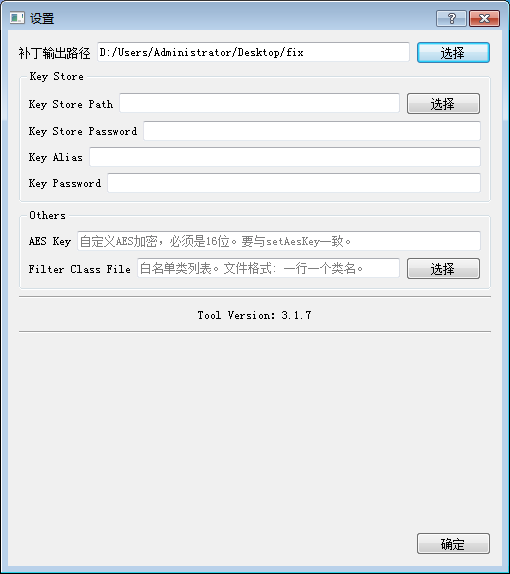 设置
补丁输出路径 D:/Users/Administrator/Desktop/fix 选择
Key Store
Key Store Path 选择
Key Store Password
Key Alias
Key Password
Others
AES Key 自定义AES加密，必须是16位。要与setAesKey一致。
Filter Class File 白名单类列表。文件格式: 一行一个类名。 选择
Tool Version: 3.1.7
确定